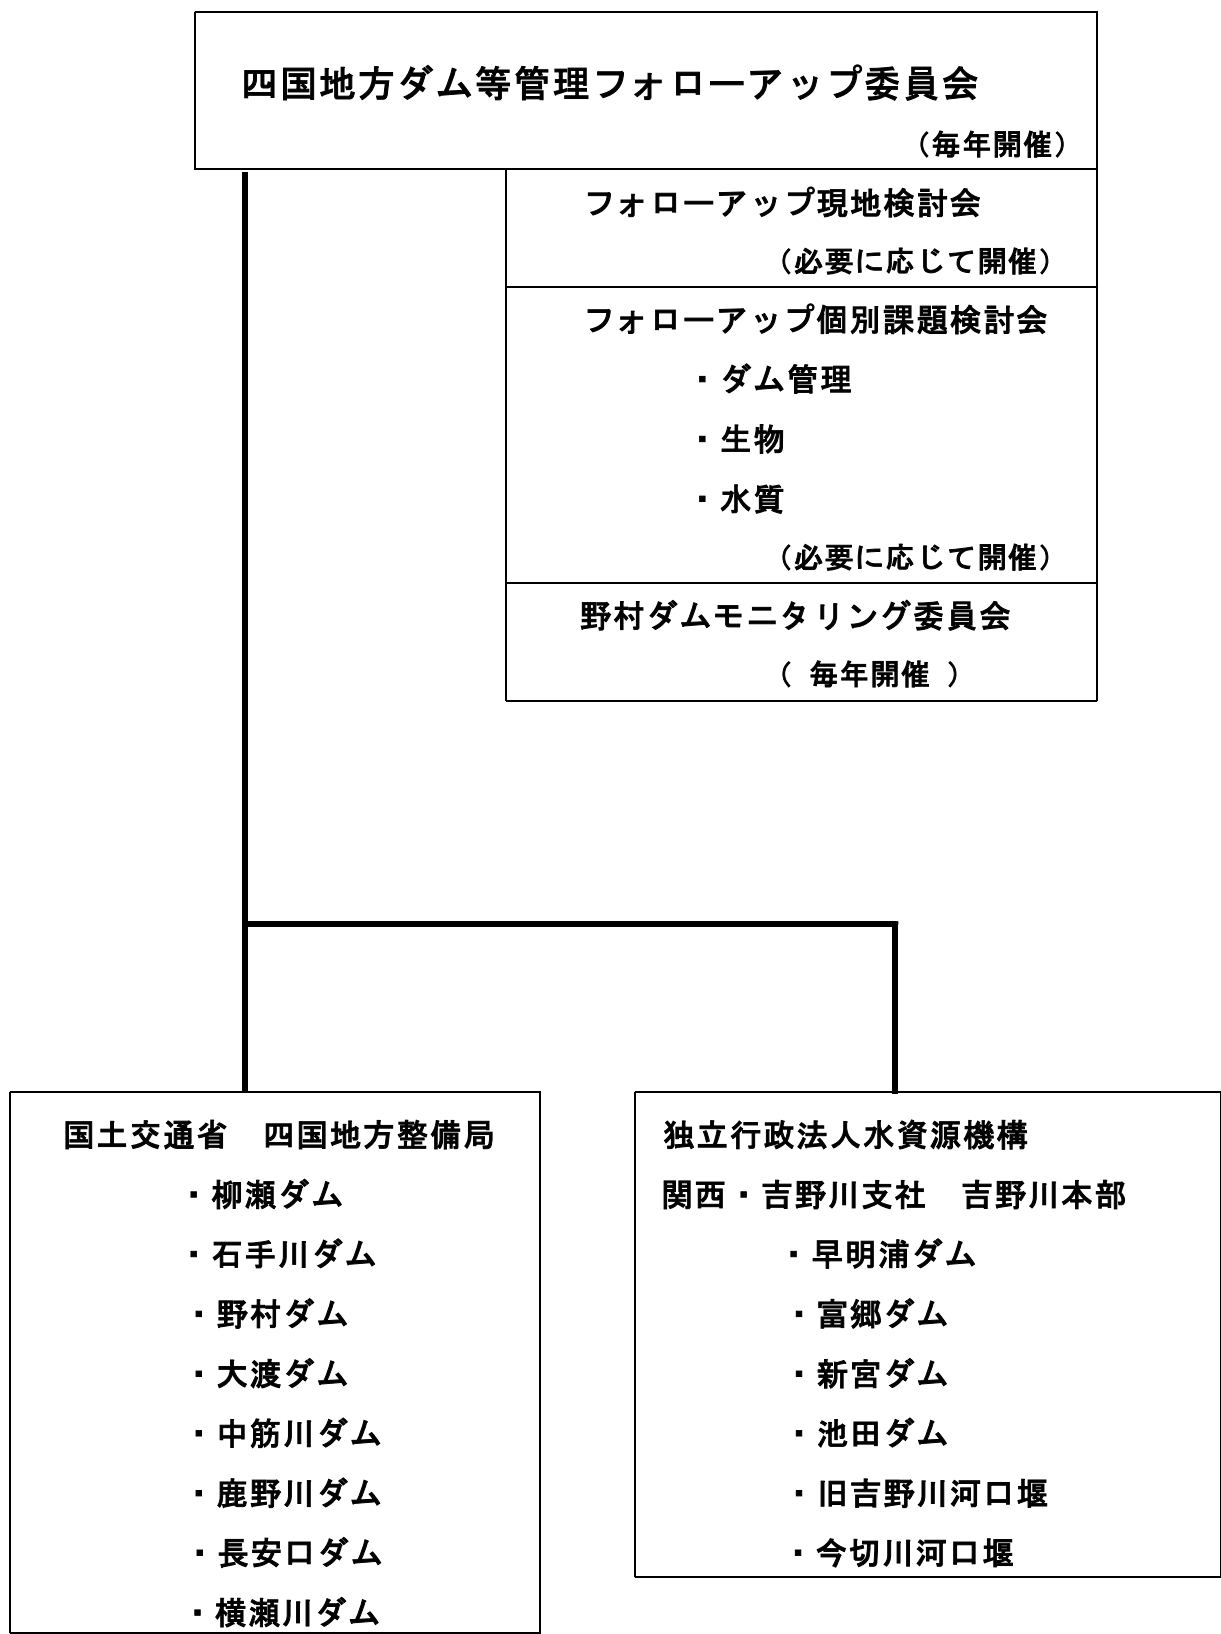 四国地方ダム等管理フォローアップ委員会
（毎年開催）
フォローアップ現地検討会
（必要に応じて開催）
フォローアップ個別課題検討会
・ダム管理
・生物
・水質
（必要に応じて開催）
野村ダムモニタリング委員会
（ 毎年開催 ）
国土交通省　四国地方整備局
・柳瀬ダム
・石手川ダム
・野村ダム
・大渡ダム
・中筋川ダム
・鹿野川ダム
・長安口ダム
・横瀬川ダム
独立行政法人水資源機構
関西・吉野川支社　吉野川本部
・早明浦ダム
・富郷ダム
・新宮ダム
・池田ダム
・旧吉野川河口堰
・今切川河口堰